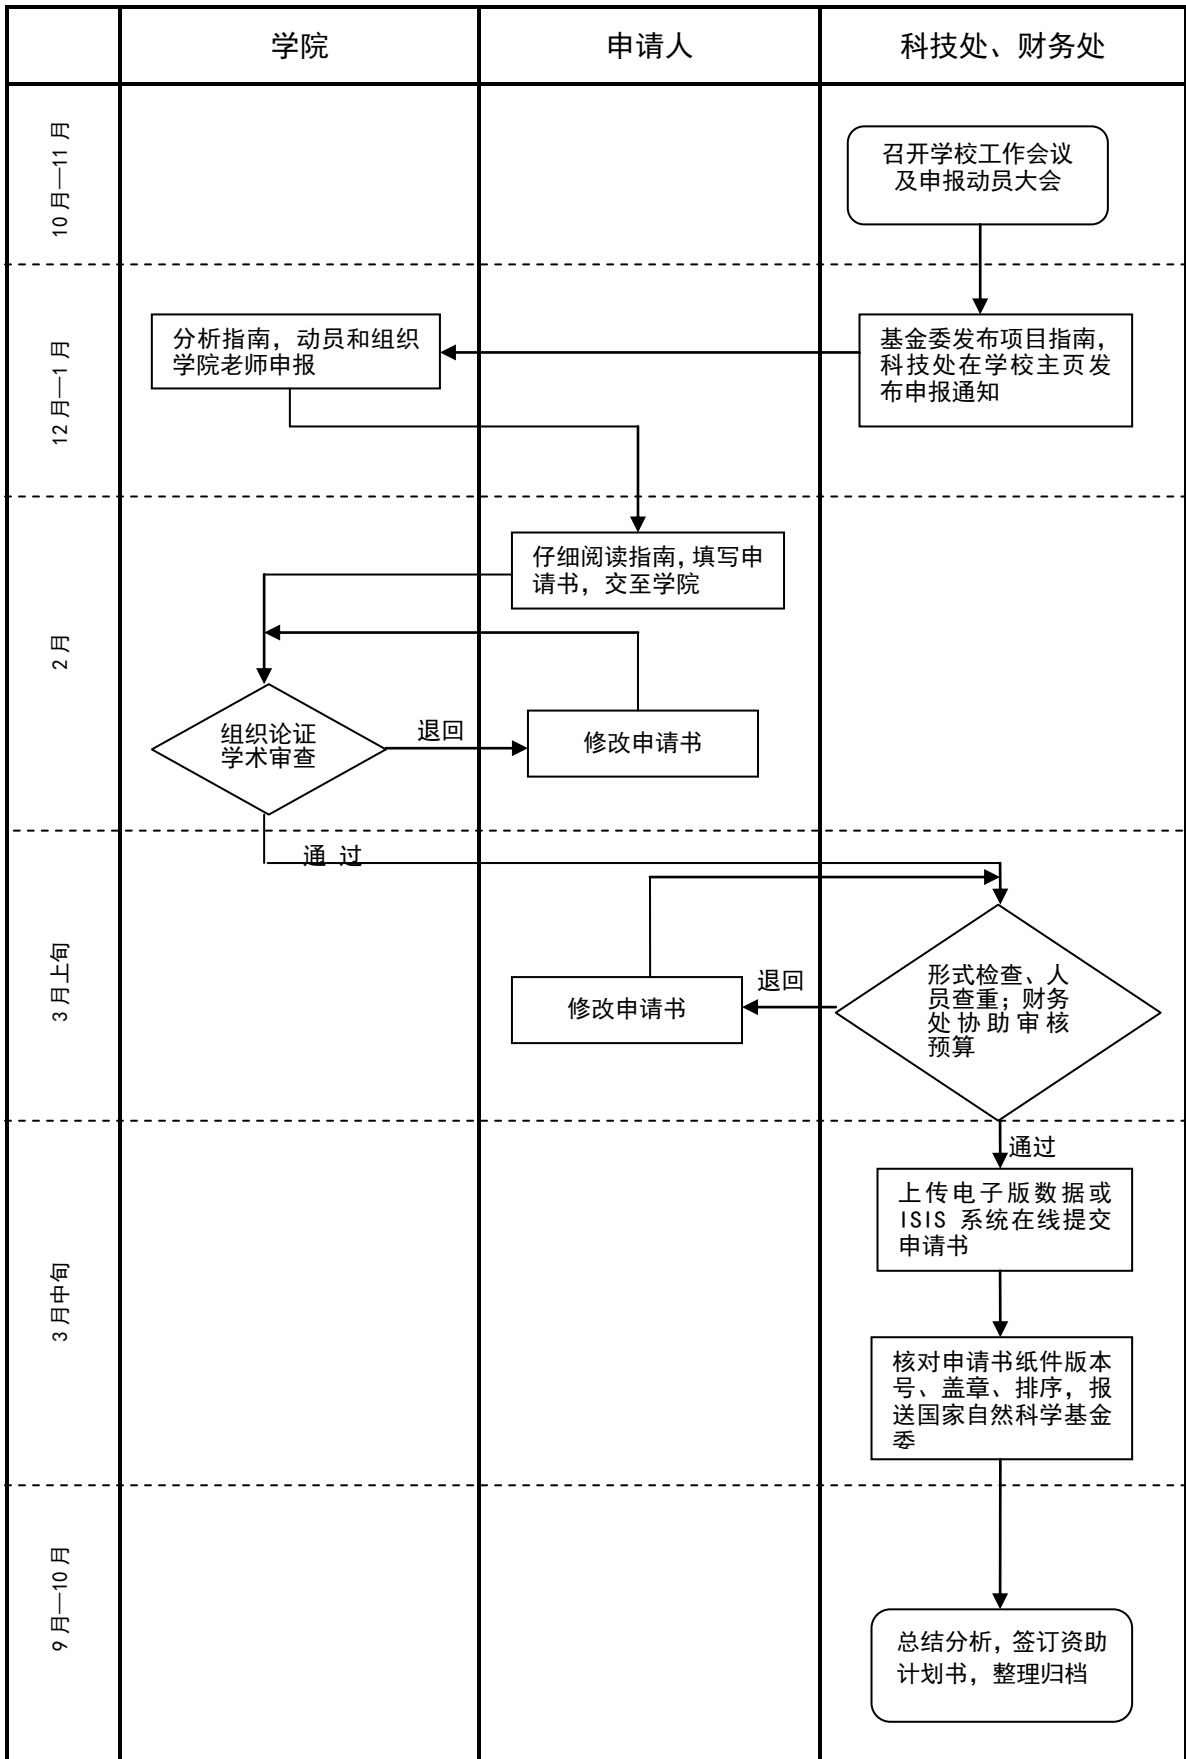 学院
申请人
科技处、财务处
10月—11月
召开学校工作会议
及申报动员大会
12月—1月
分析指南，动员和组织
学院老师申报
基金委发布项目指南，
科技处在学校主页发
布申报通知
2月
仔细阅读指南，填写申
请书，交至学院
组织论证
学术审查
退回
修改申请书
通 过
3月上旬
修改申请书
退回
形式检查、人
员查重；财务
处协助审核
预算
3月中旬
通过
上传电子版数据或
ISIS 系统在线提交
申请书
核对申请书纸件版本
号、盖章、排序，报
送国家自然科学基金
委
9月—10月
总结分析，签订资助
计划书，整理归档